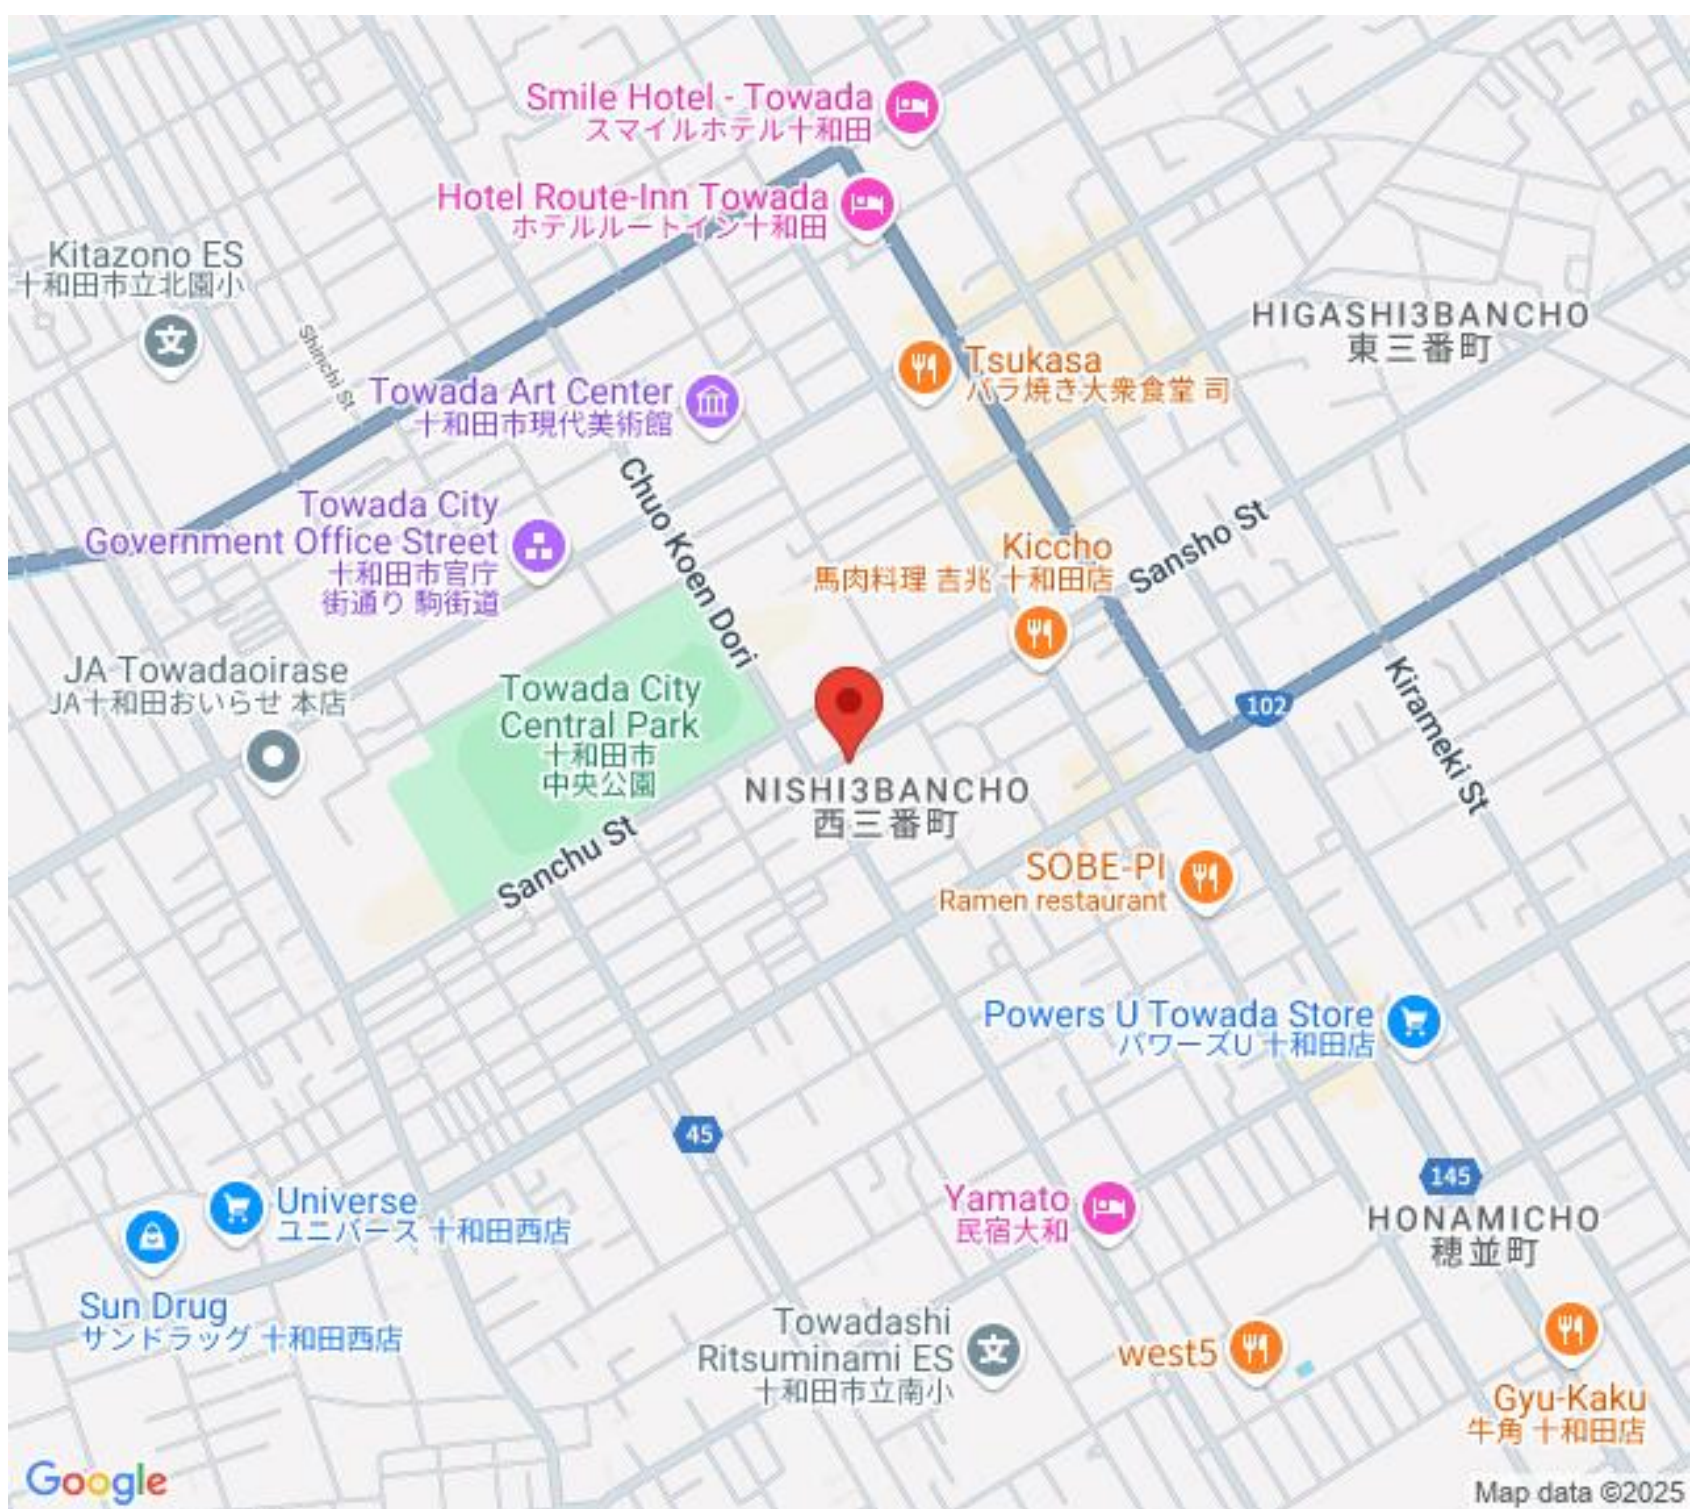 Smile Hotel - Towada
スマイルホテル十和田
Hotel Route-Inn Towada
ホテルルートイン十和田
Kitazono ES
十和田市立北園小
HIGASHI3BANCHO
東三番町
Shinchi St
Tsukasa
バラ焼き大衆食堂 司
Towada Art Center
十和田市現代美術館
Chuo Koen Dori
Towada City
Government Office Street
十和田市官庁
街通り 駒街道
Kiccho
馬肉料理 吉兆 十和田店
Sansho St
JA Towadaoirase
JA十和田おいらせ 本店
Towada City
Central Park
十和田市
中央公園
102
Kirameki St
NISHI3BANCHO
西三番町
Sanchu St
SOBE-PI
Ramen restaurant
Powers U Towada Store
パワーズU 十和田店
45
145
Universe
ユニバース 十和田西店
Yamato
民宿大和
HONAMICHO
穂並町
Sun Drug
サンドラッグ 十和田西店
Towadashi
Ritsuminami ES
十和田市立南小
west5
Gyu-Kaku
牛角 十和田店
Google
Map data ©2025